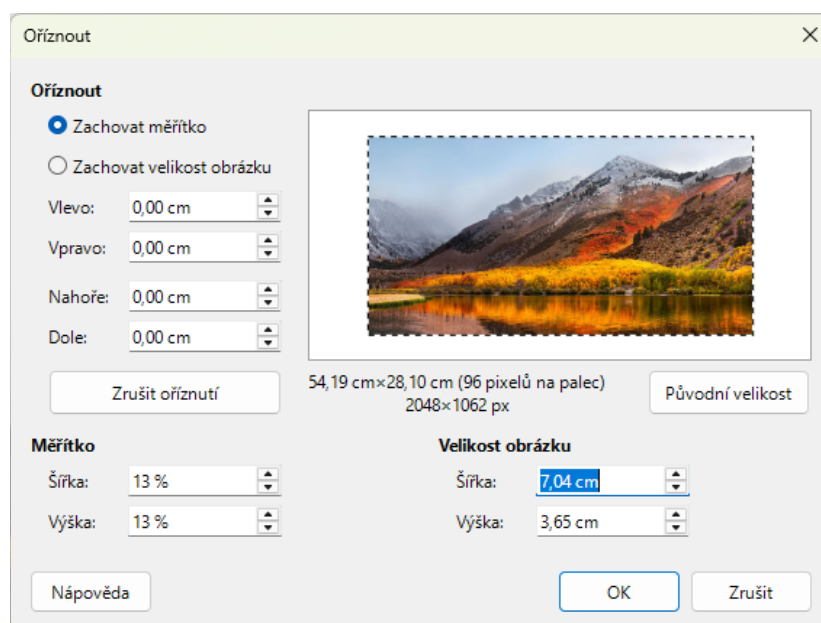 Oříznout
Oříznout
Zachovat měřítko
Zachovat velikost obrázku
Vlevo: 0,00 cm
Vpravo: 0,00 cm
Nahoře: 0,00 cm
Dole: 0,00 cm
Zrušit oříznutí
54,19 cm×28,10 cm (96 pixelů na palec)
2048×1062 px
Původní velikost
Měřítko
Šířka: 13 %
Výška: 13 %
Velikost obrázku
Šířka: 7,04 cm
Výška: 3,65 cm
Nápověda
OK
Zrušit